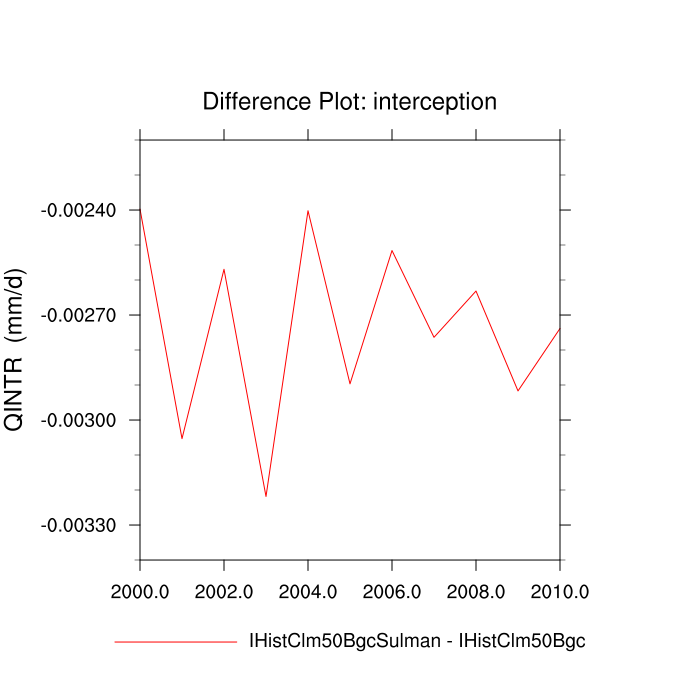 Difference Plot: interception
QINTR (mm/d)
-0.00240
-0.00270
-0.00300
-0.00330
2000.0 2002.0 2004.0 2006.0 2008.0 2010.0
IHistClm50BgcSulman - IHistClm50Bgc